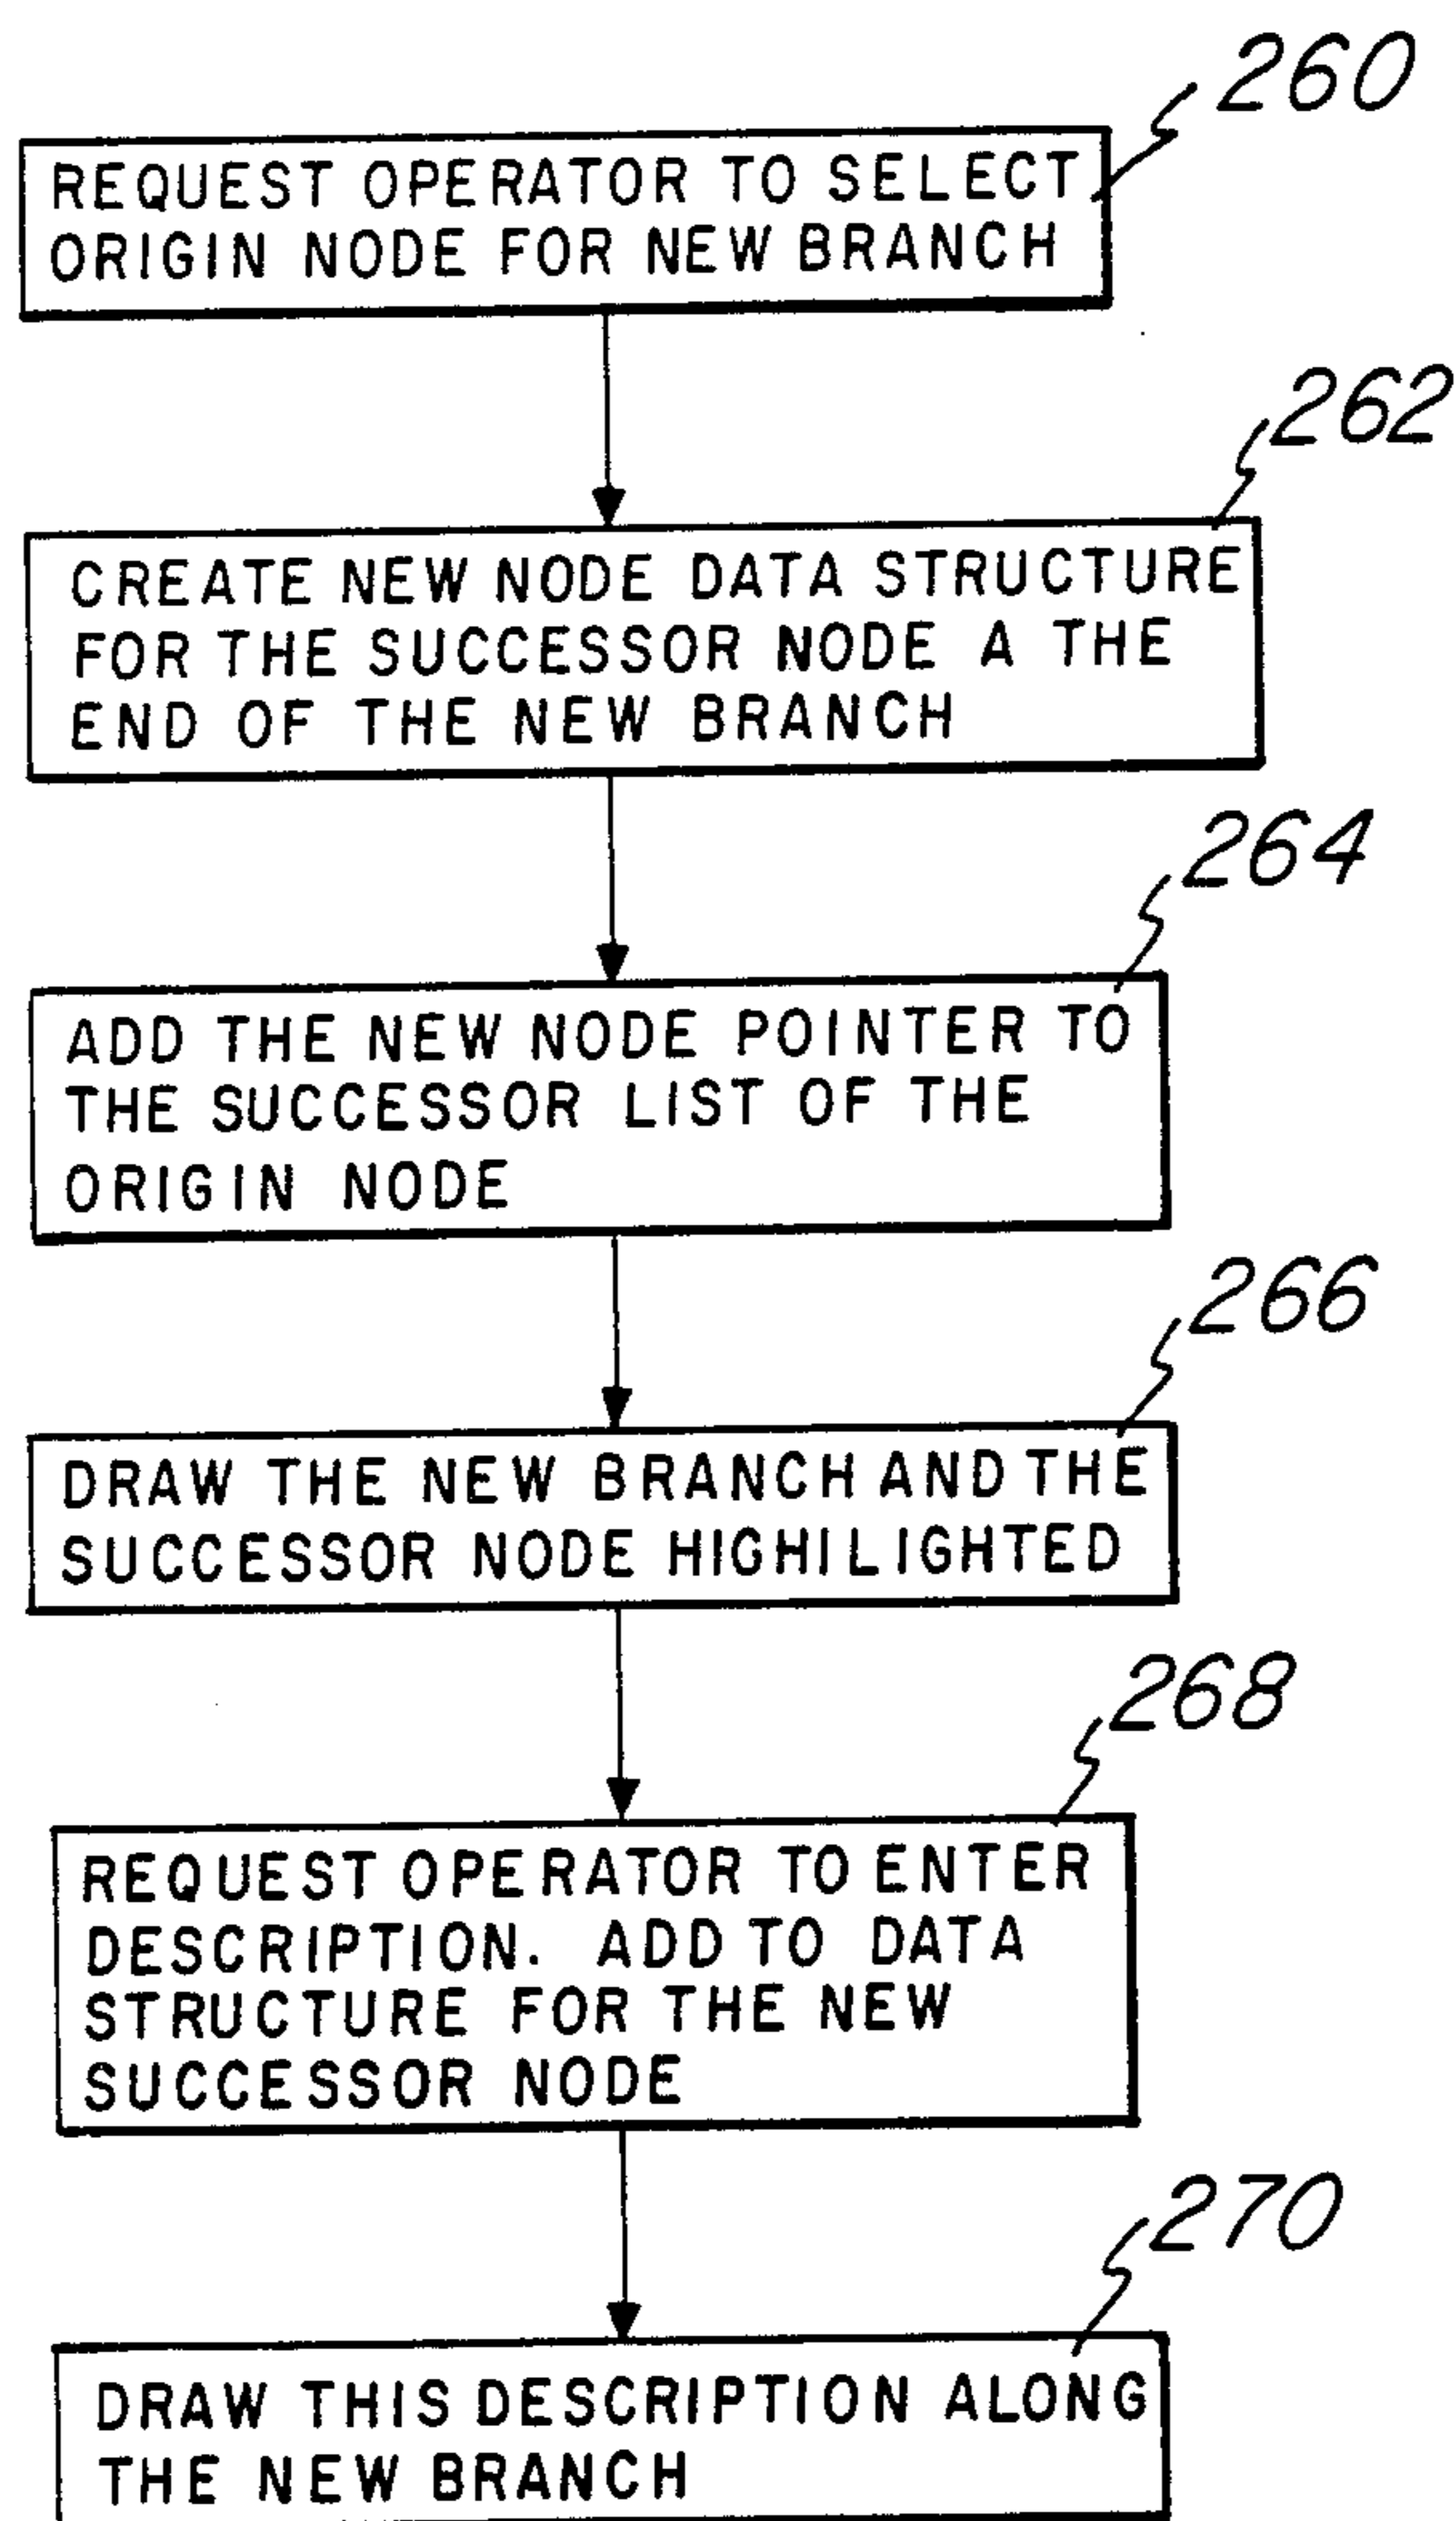 260
REQUEST OPERATOR TO SELECT
ORIGIN NODE FOR NEW BRANCH
262
CREATE NEW NODE DATA STRUCTURE
FOR THE SUCCESSOR NODE A THE
END OF THE NEW BRANCH
264
ADD THE NEW NODE POINTER TO
THE SUCCESSOR LIST OF THE
ORIGIN NODE
266
DRAW THE NEW BRANCH AND THE
SUCCESSOR NODE HIGHILIGHTED
268
REQUEST OPERATOR TO ENTER
DESCRIPTION. ADD TO DATA
STRUCTURE FOR THE NEW
SUCCESSOR NODE
270
DRAW THIS DESCRIPTION ALONG
THE NEW BRANCH